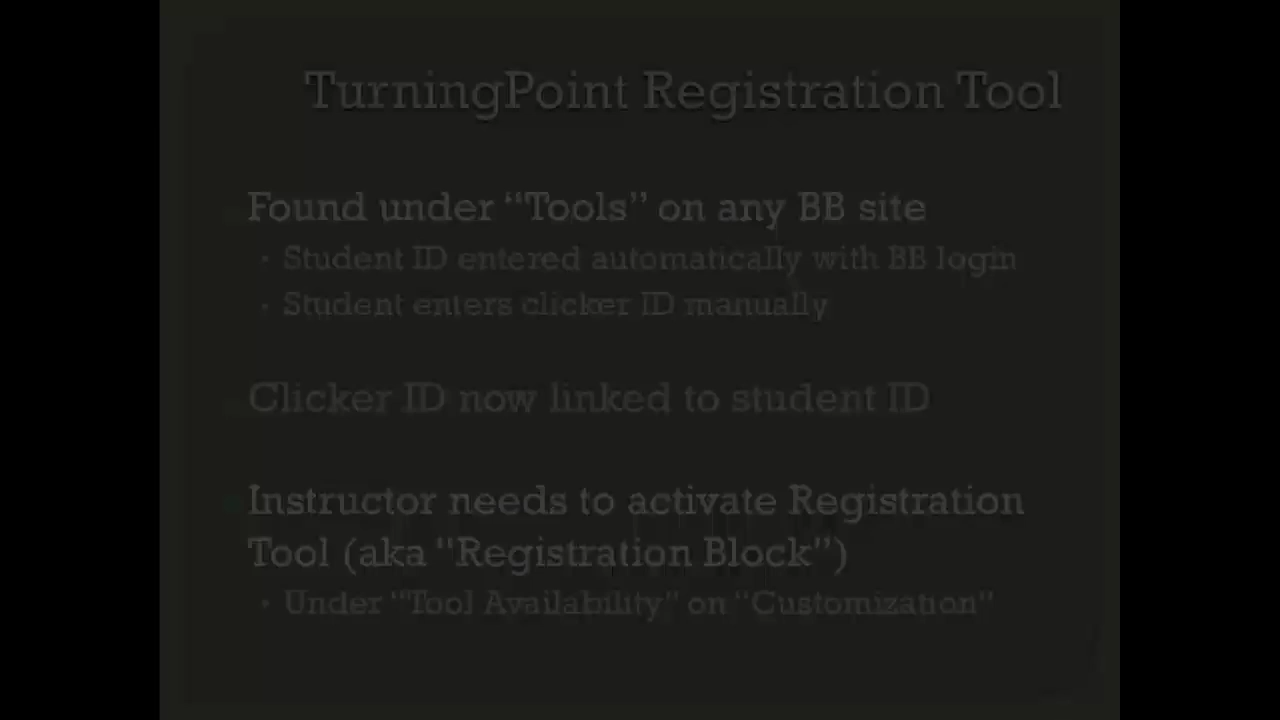 TurningPoint Registration Tool
Found under “Tools” on any BB site
• Student ID entered automatically with BB login
• Student enters clicker ID manually
Clicker ID now linked to student ID
Instructor needs to activate Registration
Tool (aka “Registration Block”)
• Under “Tool Availability” on “Customization”